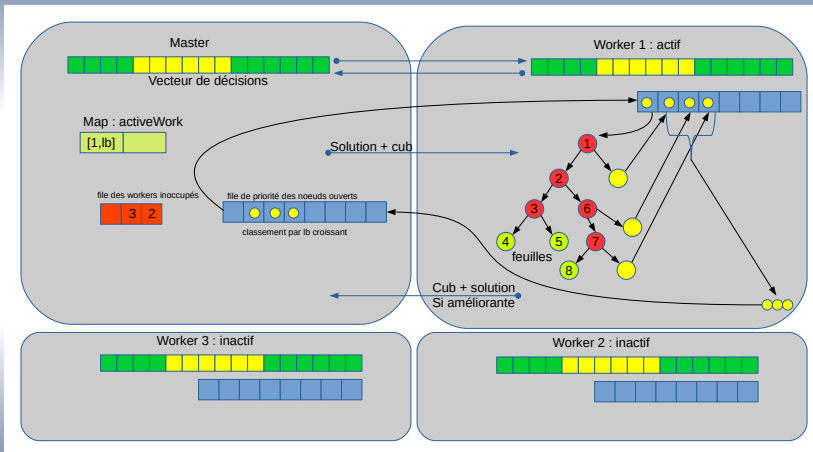 Master
Vecteur de décisions
Map : activeWork
[1,lb]
file des workers inoccupés
3 2
file de priorité des noeuds ouverts
classement par lb croissant
Solution + cub
Cub + solution
Si améliorante
Worker 1 : actif
1
2
3
6
4
5
7
feuilles
8
Worker 3 : inactif
Worker 2 : inactif